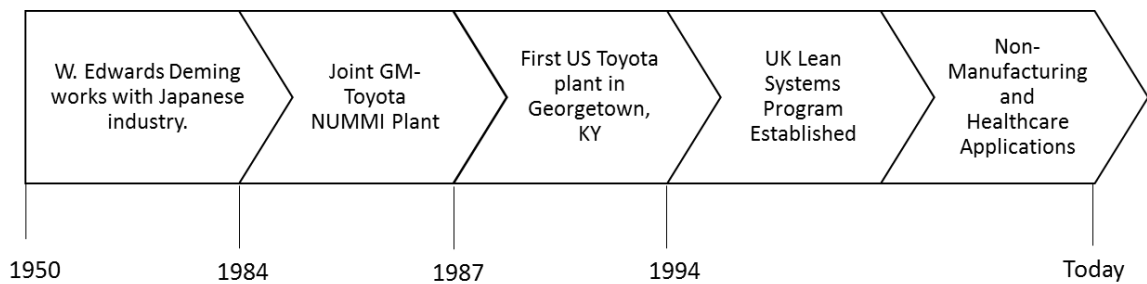 W. Edwards Deming
works with Japanese
industry.
Joint GM-
Toyota
NUMMI Plant
First US Toyota
plant in
Georgetown,
KY
UK Lean
Systems
Program
Established
Non-
Manufacturing
and
Healthcare
Applications
1950
1984
1987
1994
Today